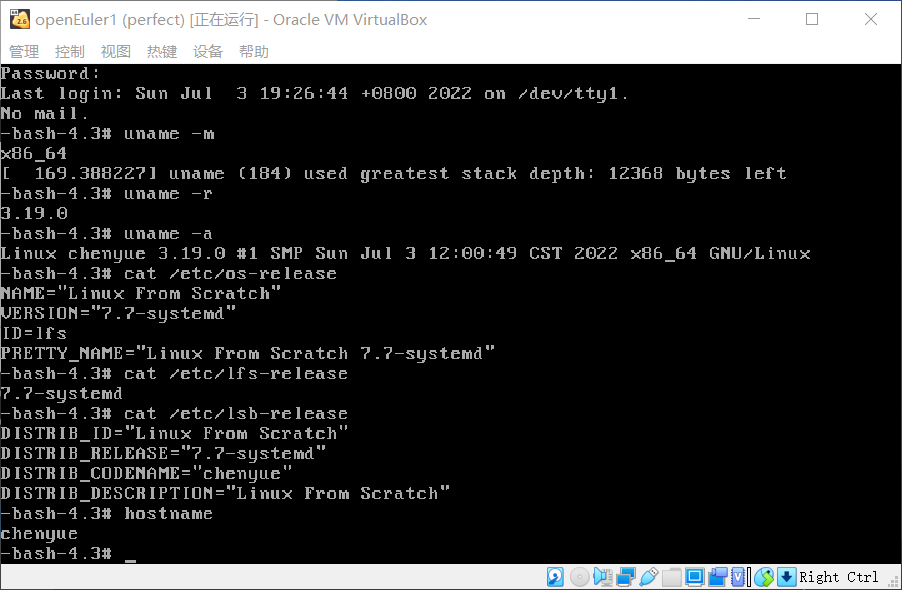 openEuler1 (perfect) [正在运行] - Oracle VM VirtualBox
管理 控制 视图 热键 设备 帮助
Password:
Last login: Sun Jul  3 19:26:44 +0800 2022 on /dev/tty1.
No mail.
-bash-4.3# uname -m
x86_64
[  169.388227] uname (184) used greatest stack depth: 12368 bytes left
-bash-4.3# uname -r
3.19.0
-bash-4.3# uname -a
Linux chenyue 3.19.0 #1 SMP Sun Jul 3 12:00:49 CST 2022 x86_64 GNU/Linux
-bash-4.3# cat /etc/os-release
NAME="Linux From Scratch"
VERSION="7.7-systemd"
ID=lfs
PRETTY_NAME="Linux From Scratch 7.7-systemd"
-bash-4.3# cat /etc/lfs-release
7.7-systemd
-bash-4.3# cat /etc/lsb-release
DISTRIB_ID="Linux From Scratch"
DISTRIB_RELEASE="7.7-systemd"
DISTRIB_CODENAME="chenyue"
DISTRIB_DESCRIPTION="Linux From Scratch"
-bash-4.3# hostname
chenyue
-bash-4.3# _
Right Ctrl